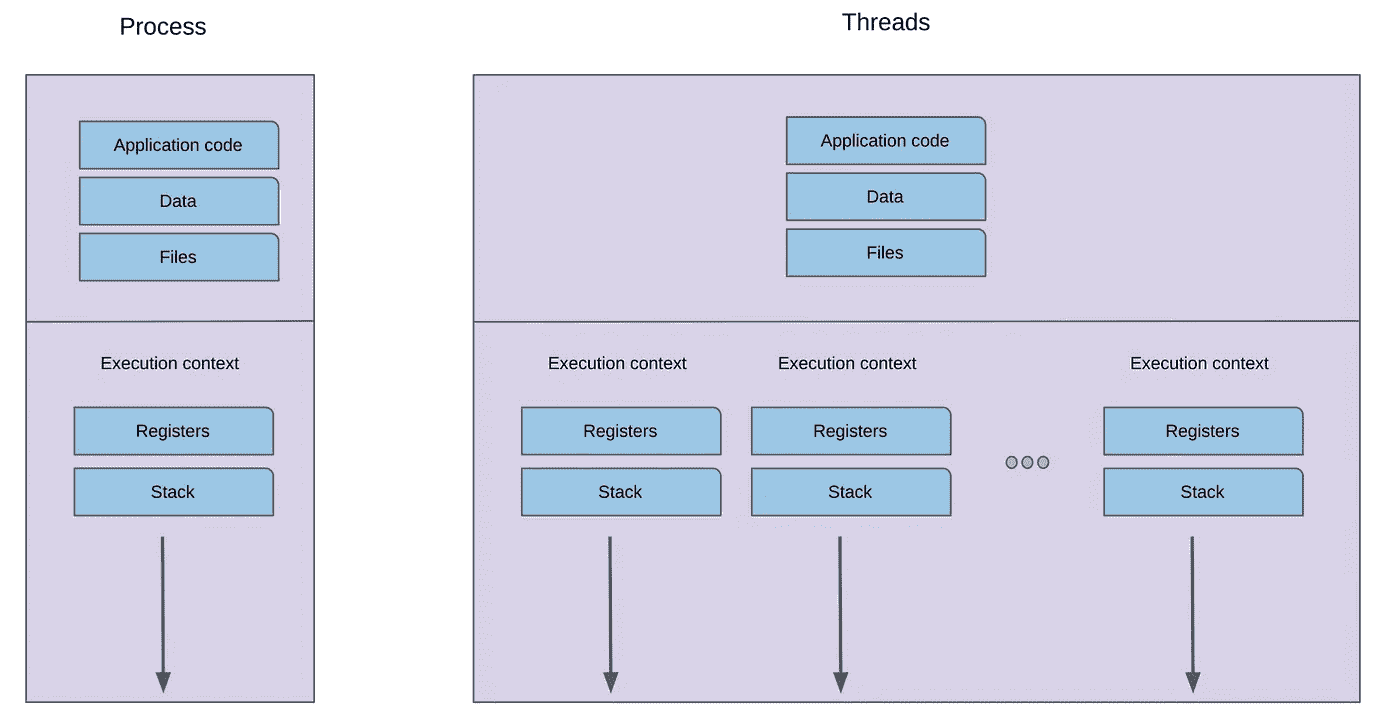 Process
Application code
Data
Files
Execution context
Registers
Stack
Threads
Application code
Data
Files
Execution context
Registers
Stack
Execution context
Registers
Stack
Execution context
Registers
Stack